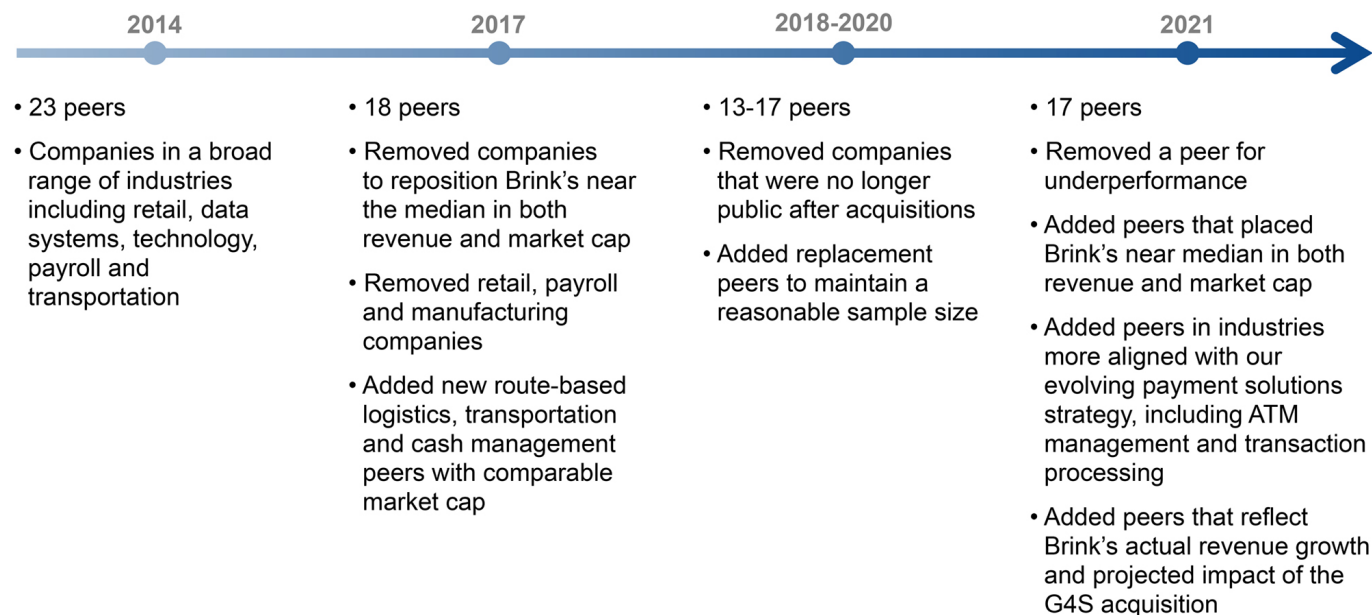 2014
2017
2018-2020
2021
• 23 peers
• Companies in a broad
range of industries
including retail, data
systems, technology,
payroll and
transportation
• 18 peers
• Removed companies
to reposition Brink’s near
the median in both
revenue and market cap
• Removed retail, payroll
and manufacturing
companies
• Added new route-based
logistics, transportation
and cash management
peers with comparable
market cap
• 13-17 peers
• Removed companies
that were no longer
public after acquisitions
• Added replacement
peers to maintain a
reasonable sample size
• 17 peers
• Removed a peer for
underperformance
• Added peers that placed
Brink’s near median in both
revenue and market cap
• Added peers in industries
more aligned with our
evolving payment solutions
strategy, including ATM
management and transaction
processing
• Added peers that reflect
Brink’s actual revenue growth
and projected impact of the
G4S acquisition